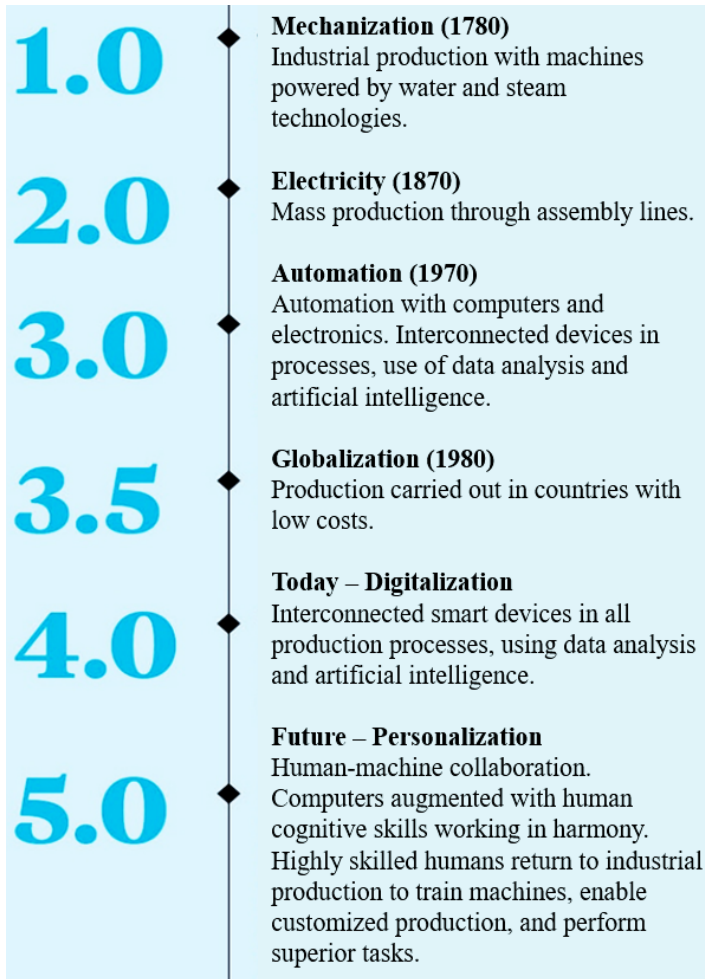 1.0
Mechanization (1780)
Industrial production with machines
powered by water and steam
technologies.
2.0
Electricity (1870)
Mass production through assembly lines.
3.0
Automation (1970)
Automation with computers and
electronics. Interconnected devices in
processes, use of data analysis and
artificial intelligence.
3.5
Globalization (1980)
Production carried out in countries with
low costs.
4.0
Today – Digitalization
Interconnected smart devices in all
production processes, using data analysis
and artificial intelligence.
5.0
Future – Personalization
Human-machine collaboration.
Computers augmented with human
cognitive skills working in harmony.
Highly skilled humans return to industrial
production to train machines, enable
customized production, and perform
superior tasks.